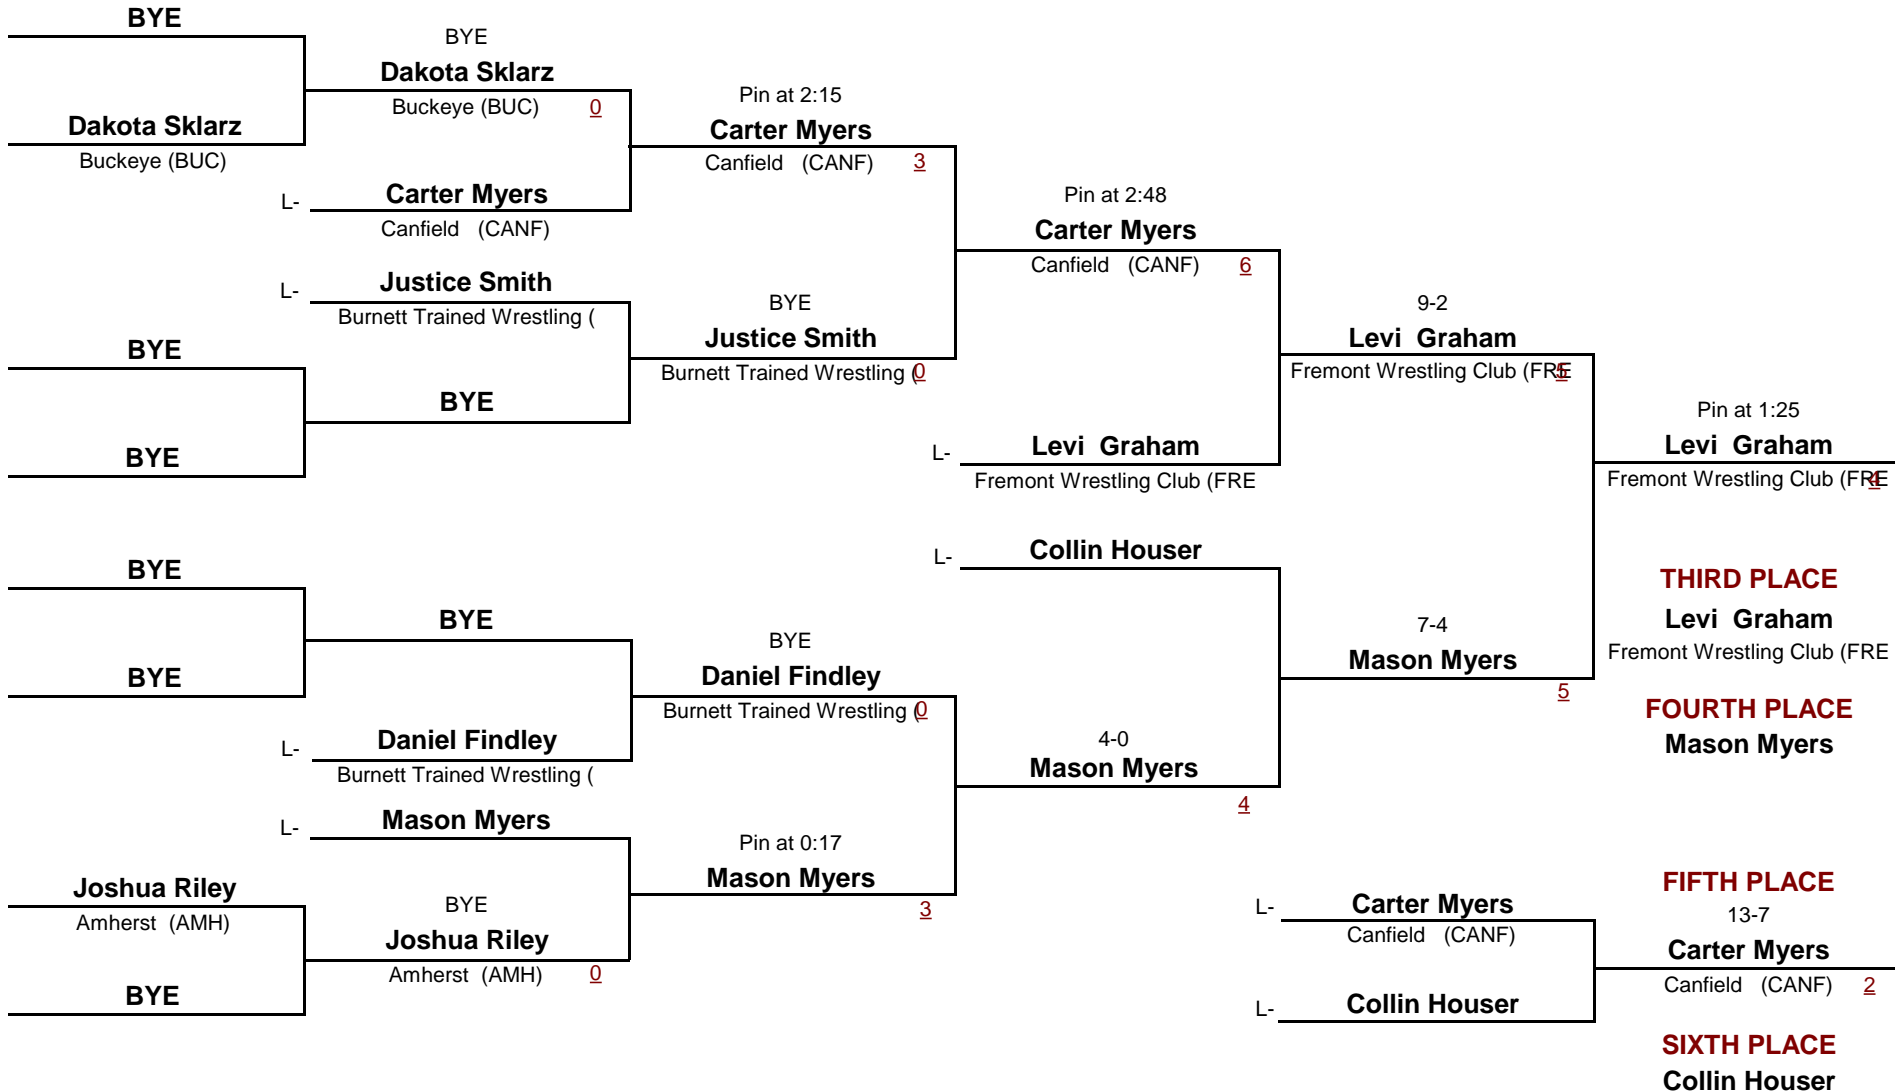 BYE
Dakota Sklarz
Buckeye (BUC)
BYE
BYE
BYE
BYE
Joshua Riley
Amherst (AMH)
BYE
BYE
Dakota Sklarz
Buckeye (BUC) 0
L- Carter Myers
Canfield (CANF)
L- Justice Smith
Burnett Trained Wrestling (
BYE
BYE
L- Daniel Findley
Burnett Trained Wrestling (
L- Mason Myers
BYE
Joshua Riley
Amherst (AMH) 0
Pin at 2:15
Carter Myers
Canfield (CANF) 3
BYE
Justice Smith
Burnett Trained Wrestling ( 0
BYE
Daniel Findley
Burnett Trained Wrestling ( 0
Pin at 0:17
Mason Myers
3
Pin at 2:48
Carter Myers
Canfield (CANF) 6
L- Levi Graham
Fremont Wrestling Club (FRE
L- Collin Houser
4-0
Mason Myers
4
9-2
Levi Graham
Fremont Wrestling Club (FRE 5
7-4
Mason Myers
5
L- Carter Myers
Canfield (CANF)
L- Collin Houser
Pin at 1:25
Levi Graham
Fremont Wrestling Club (FRE 4
THIRD PLACE
Levi Graham
Fremont Wrestling Club (FRE
FOURTH PLACE
Mason Myers
FIFTH PLACE
13-7
Carter Myers
Canfield (CANF) 2
SIXTH PLACE
Collin Houser